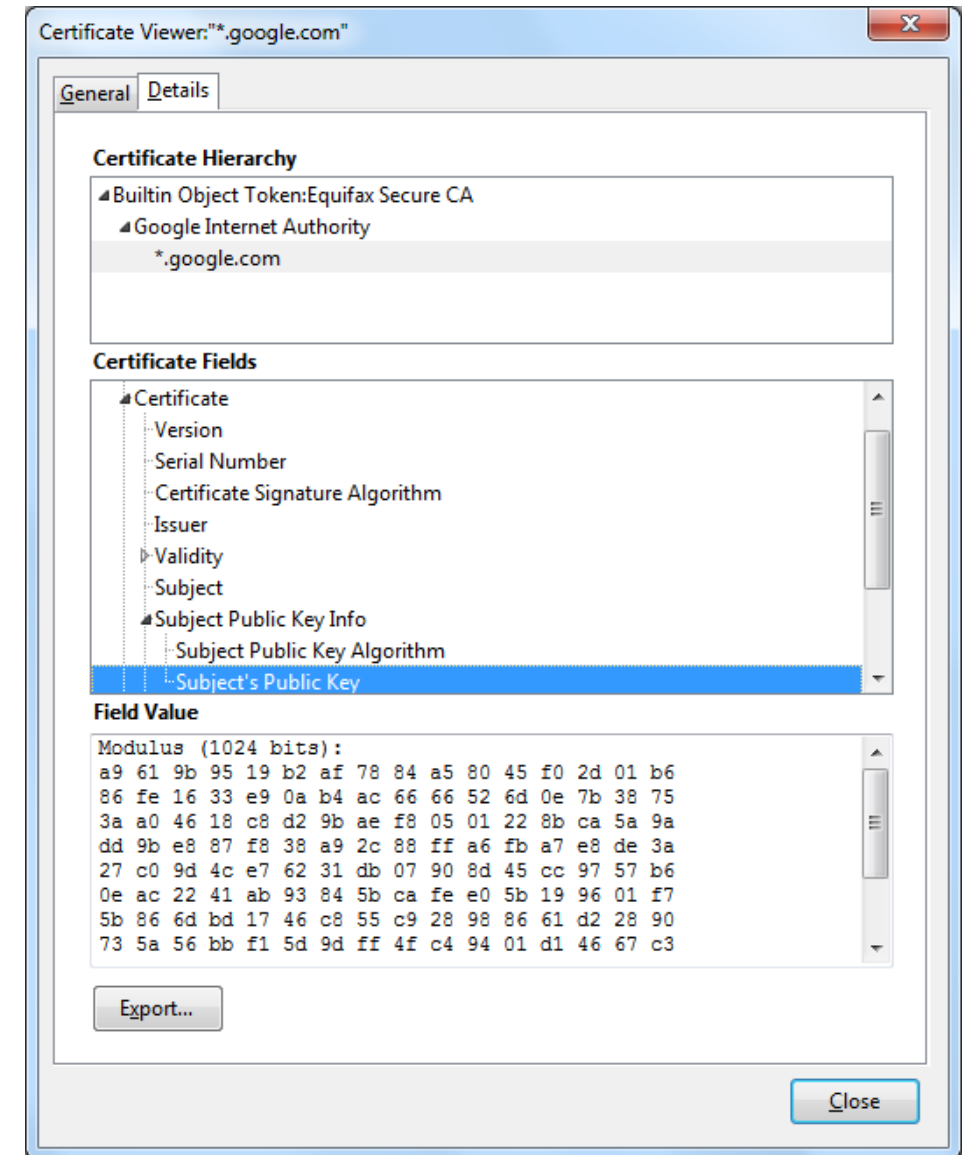 Certificate Viewer:"*.google.com"
General Details
Certificate Hierarchy
Builtin Object Token:Equifax Secure CA
Google Internet Authority
*.google.com
Certificate Fields
Certificate
Version
Serial Number
Certificate Signature Algorithm
Issuer
Validity
Subject
Subject Public Key Info
Subject Public Key Algorithm
Subject's Public Key
Field Value
Modulus (1024 bits):
a9 61 9b 95 19 b2 af 78 84 a5 80 45 f0 2d 01 b6
86 fe 16 33 e9 0a b4 ac 66 66 52 6d 0e 7b 38 75
3a a0 46 18 c8 d2 9b ae f8 05 01 22 8b ca 5a 9a
dd 9b e8 87 f8 38 a9 2c 88 ff a6 fb a7 e8 de 3a
27 c0 9d 4c e7 62 31 db 07 90 8d 45 cc 97 57 b6
0e ac 22 41 ab 93 84 5b ca fe e0 5b 19 96 01 f7
5b 86 6d bd 17 46 c8 55 c9 28 98 86 61 d2 28 90
73 5a 56 bb f1 5d 9d ff 4f c4 94 01 d1 46 67 c3
Export...
Close